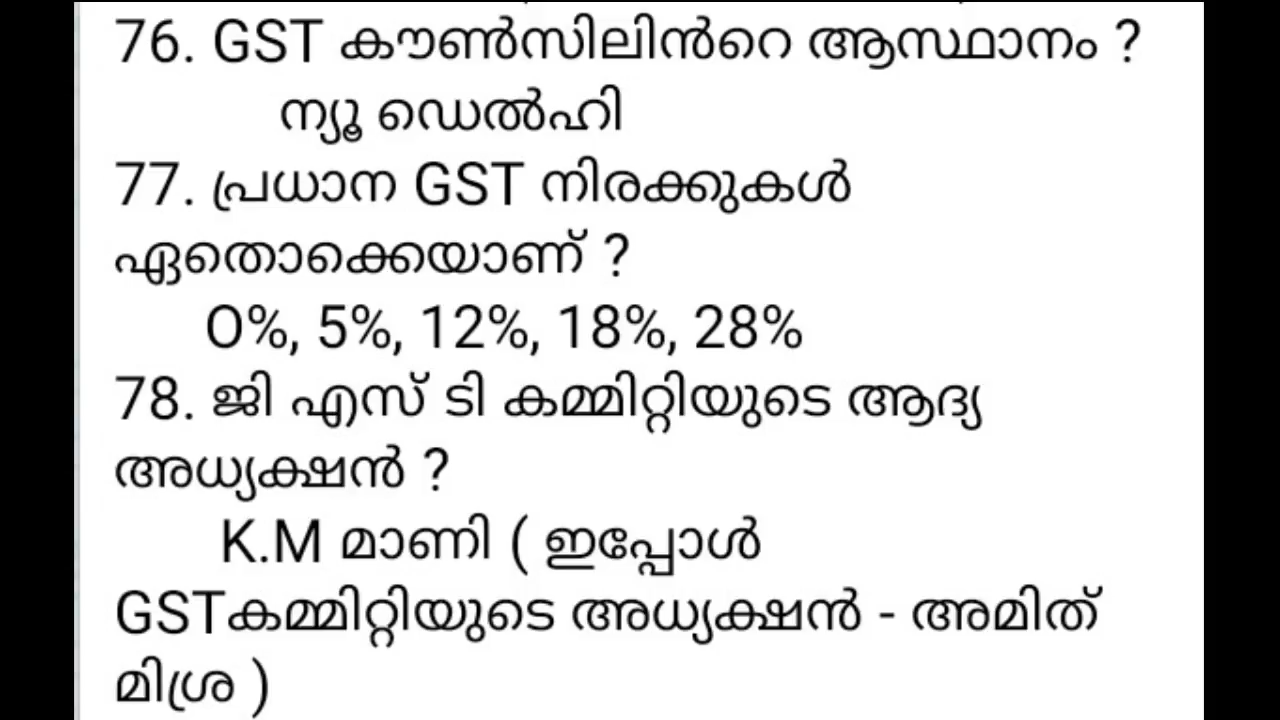 76. GST കൗൺസിലിൻറെ ആസ്ഥാനം ?
ന്യൂ ഡെൽഹി
77. പ്രധാന GST നിരക്കുകൾ
ഏതൊക്കെയാണ് ?
0%, 5%, 12%, 18%, 28%
78. ജി എസ് ടി കമ്മിറ്റിയുടെ ആദ്യ
അധ്യക്ഷൻ ?
K.M മാണി ( ഇപ്പോൾ
GSTകമ്മിറ്റിയുടെ അധ്യക്ഷൻ - അമിത്
മിശ്ര )